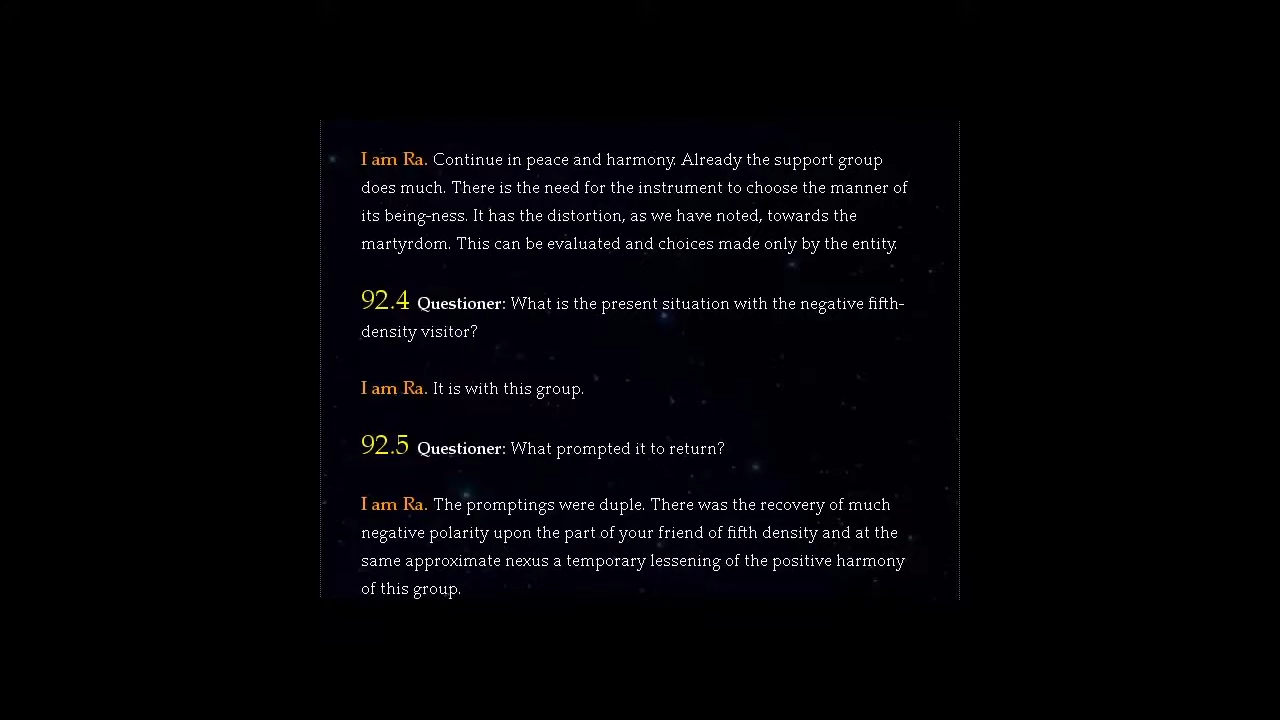 I am Ra. Continue in peace and harmony. Already the support group
does much. There is the need for the instrument to choose the manner of
its being-ness. It has the distortion, as we have noted, towards the
martyrdom. This can be evaluated and choices made only by the entity.
92.4 Questioner: What is the present situation with the negative fifth-
density visitor?
I am Ra. It is with this group.
92.5 Questioner: What prompted it to return?
I am Ra. The promptings were duple. There was the recovery of much
negative polarity upon the part of your friend of fifth density and at the
same approximate nexus a temporary lessening of the positive harmony
of this group.